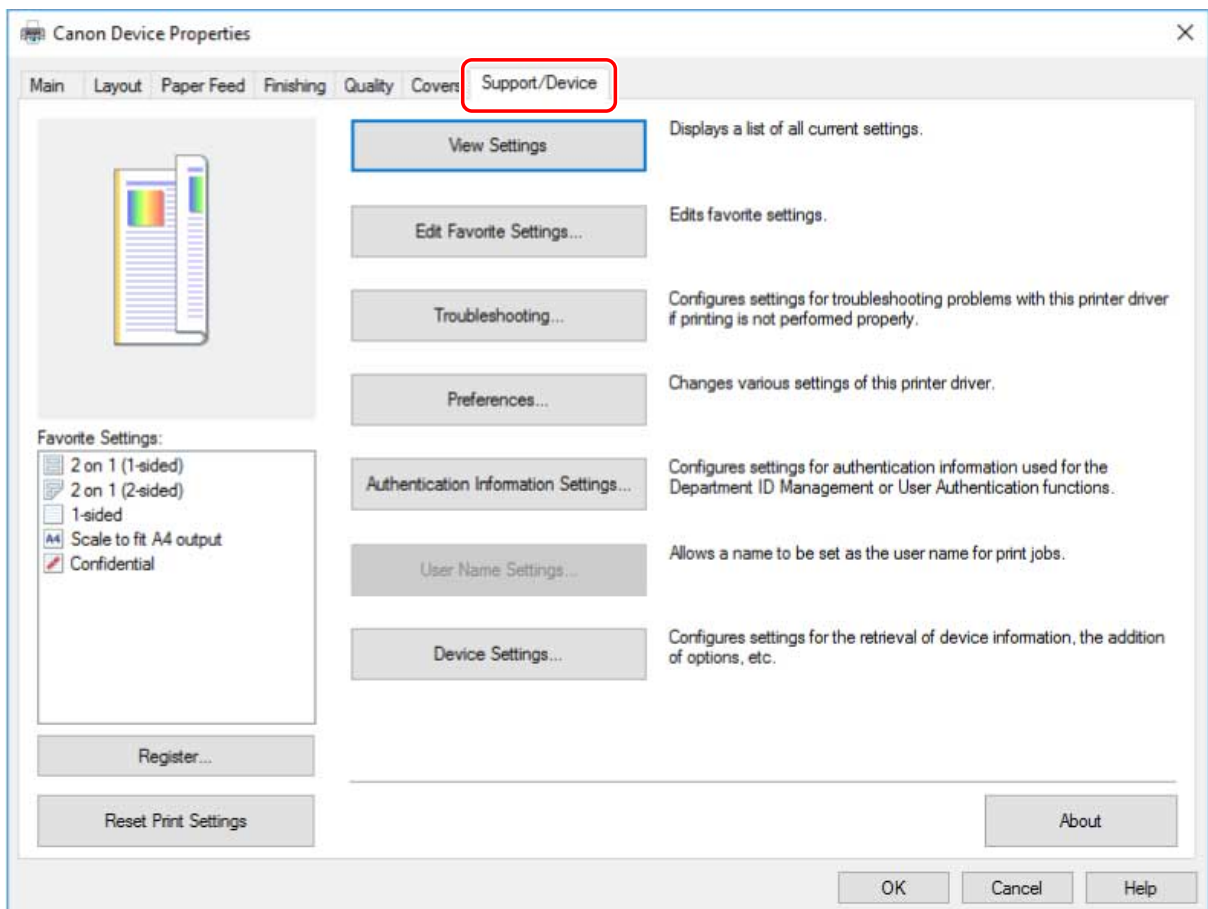 Canon Device Properties
Main Layout Paper Feed Finishing Quality Covers Support/Device
View Settings
Displays a list of all current settings.
Edit Favorite Settings...
Edits favorite settings.
Troubleshooting...
Configures settings for troubleshooting problems with this printer driver
if printing is not performed properly.
Preferences...
Changes various settings of this printer driver.
Favorite Settings:
2 on 1 (1-sided)
2 on 1 (2-sided)
1-sided
A4 Scale to fit A4 output
Confidential
Authentication Information Settings...
Configures settings for authentication information used for the
Department ID Management or User Authentication functions.
User Name Settings...
Allows a name to be set as the user name for print jobs.
Device Settings...
Configures settings for the retrieval of device information, the addition
of options, etc.
Register...
Reset Print Settings
About
OK Cancel Help